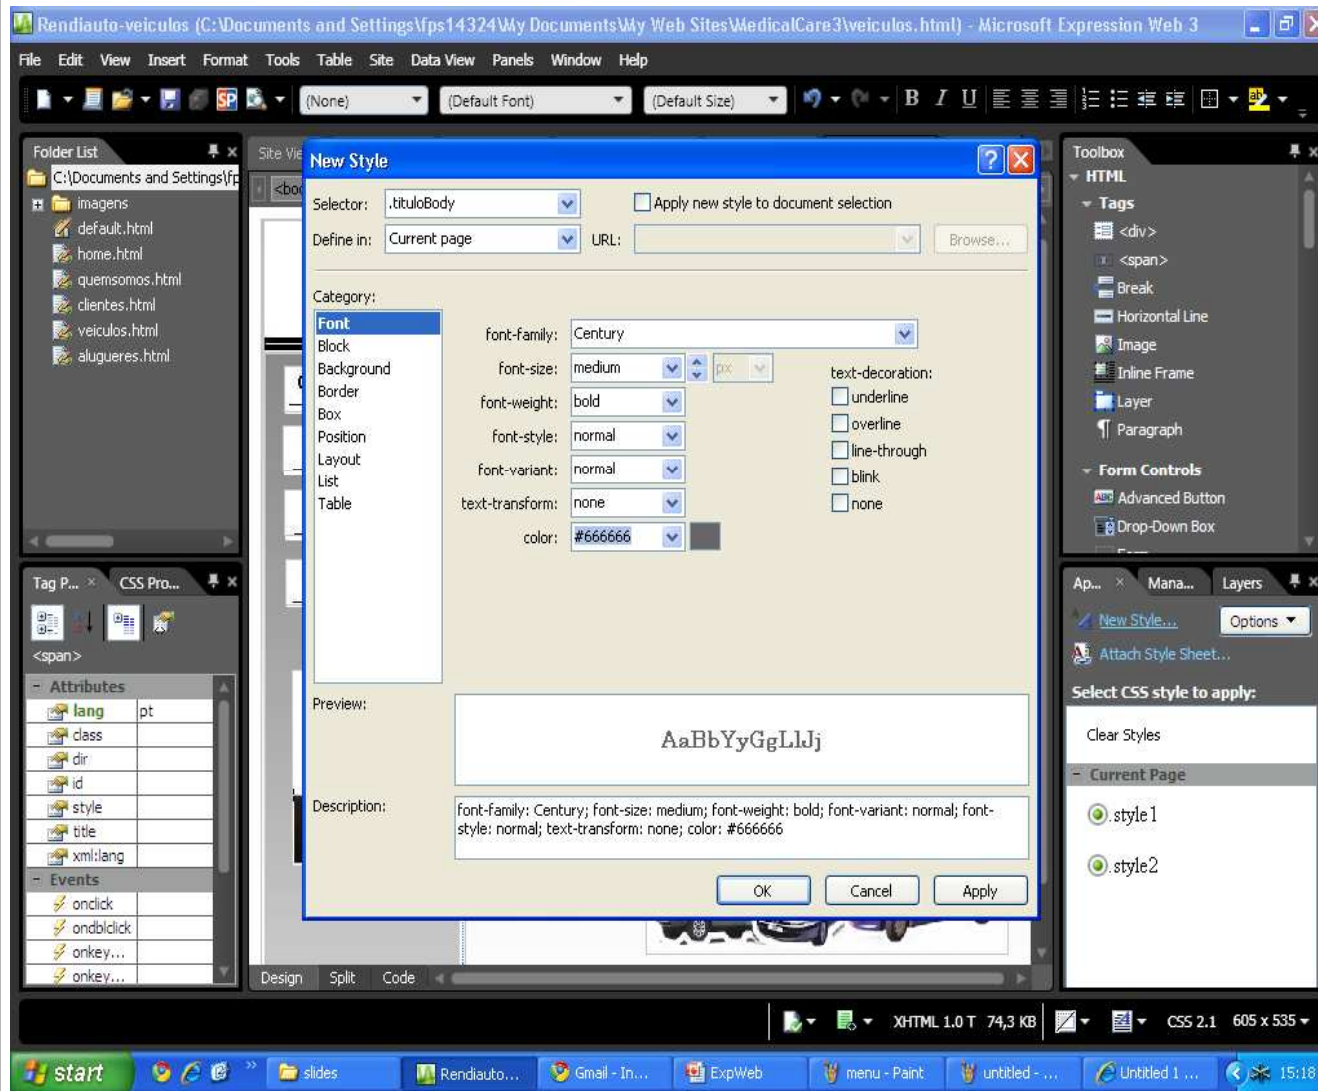 Rendiauto-veiculos (C:\Documents and Settings\fps14324\My Documents\My Web Sites\MedicalCare3\veiculos.html) - Microsoft Expression Web 3
File Edit View Insert Format Tools Table Site Data View Panels Window Help
(None) (Default Font) (Default Size) B I U
Folder List
C:\Documents and Settings\fp
imagens
default.html
home.html
quemsomos.html
clientes.html
veiculos.html
alugueres.html
Site Vie
<bo
New Style
Selector: .tituloBody Apply new style to document selection
Define in: Current page URL: Browse...
Category:
Font
Block
Background
Border
Box
Position
Layout
List
Table
font-family: Century
font-size: medium px
font-weight: bold
font-style: normal
font-variant: normal
text-transform: none
color: #666666
text-decoration:
underline
overline
line-through
blink
none
Preview:
AaBbYyGgLlJj
Description:
font-family: Century; font-size: medium; font-weight: bold; font-variant: normal; font-
style: normal; text-transform: none; color: #666666
OK Cancel Apply
Toolbox
HTML
Tags
<div>
<span>
Break
Horizontal Line
Image
Inline Frame
Layer
Paragraph
Form Controls
Advanced Button
Drop-Down Box
Form
Tag P... CSS Pro...
<span>
Attributes
lang pt
class
dir
id
style
title
xml:lang
Events
onclick
ondblclick
onkey...
onkey...
Ap... Mana... Layers
New Style... Options
Attach Style Sheet...
Select CSS style to apply:
Clear Styles
Current Page
.style1
.style2
Design Split Code
XHTML 1.0 T 74,3 KB CSS 2.1 605 x 535
start slides Rendiauto... Gmail - In... ExpWeb menu - Paint untitled - ... Untitled 1 ... 15:18